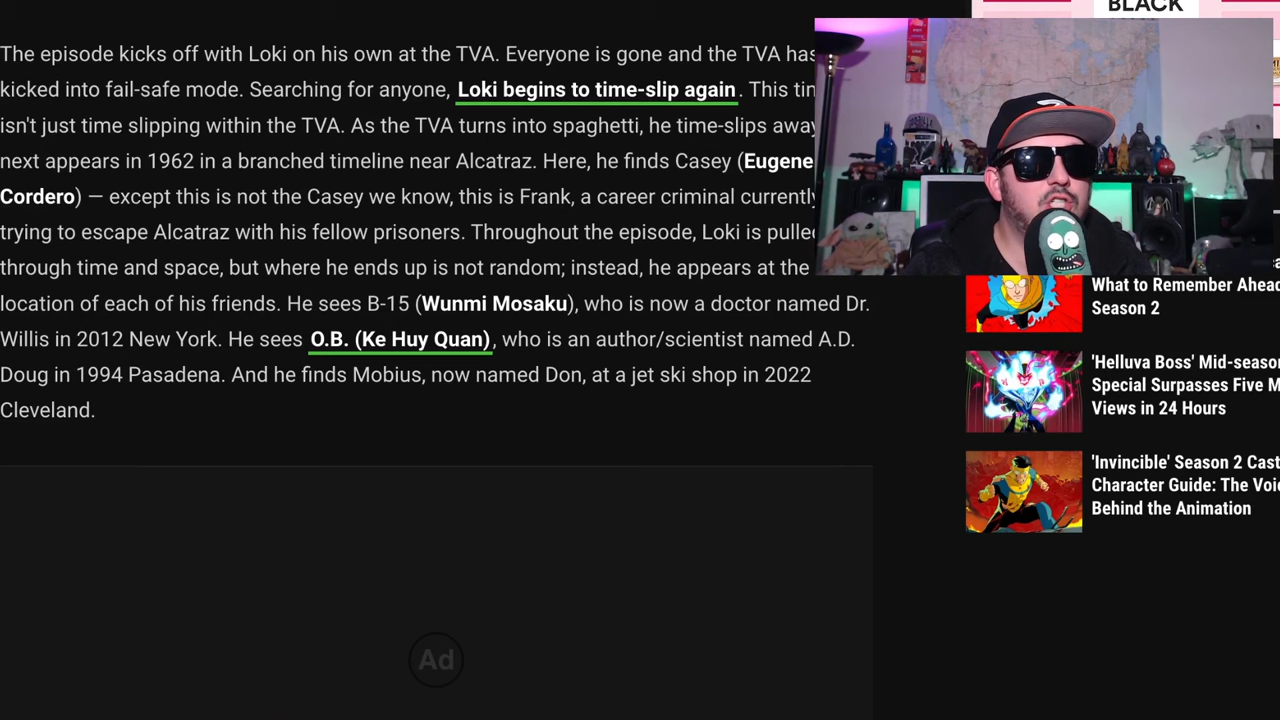 BLACK
The episode kicks off with Loki on his own at the TVA. Everyone is gone and the TVA has
kicked into fail-safe mode. Searching for anyone, Loki begins to time-slip again. This
isn't just time slipping within the TVA. As the TVA turns into spaghetti, he time-slips
next appears in 1962 in a branched timeline near Alcatraz. Here, he finds Casey (Eugene
Cordero) — except this is not the Casey we know, this is Frank, a career criminal currently
trying to escape Alcatraz with his fellow prisoners. Throughout the episode, Loki is
through time and space, but where he ends up is not random; instead, he appears at the
location of each of his friends. He sees B-15 (Wunmi Mosaku), who is now a doctor named Dr.
Willis in 2012 New York. He sees O.B. (Ke Huy Quan), who is an author/scientist named A.D.
Doug in 1994 Pasadena. And he finds Mobius, now named Don, at a jet ski shop in 2022
Cleveland.
Ad
What to Remember
Season 2
'Helluva Boss'
Special Surpasses Five
Views in 24 Hours
'Invincible' Season 2
Character Guide: The
Behind the Animation